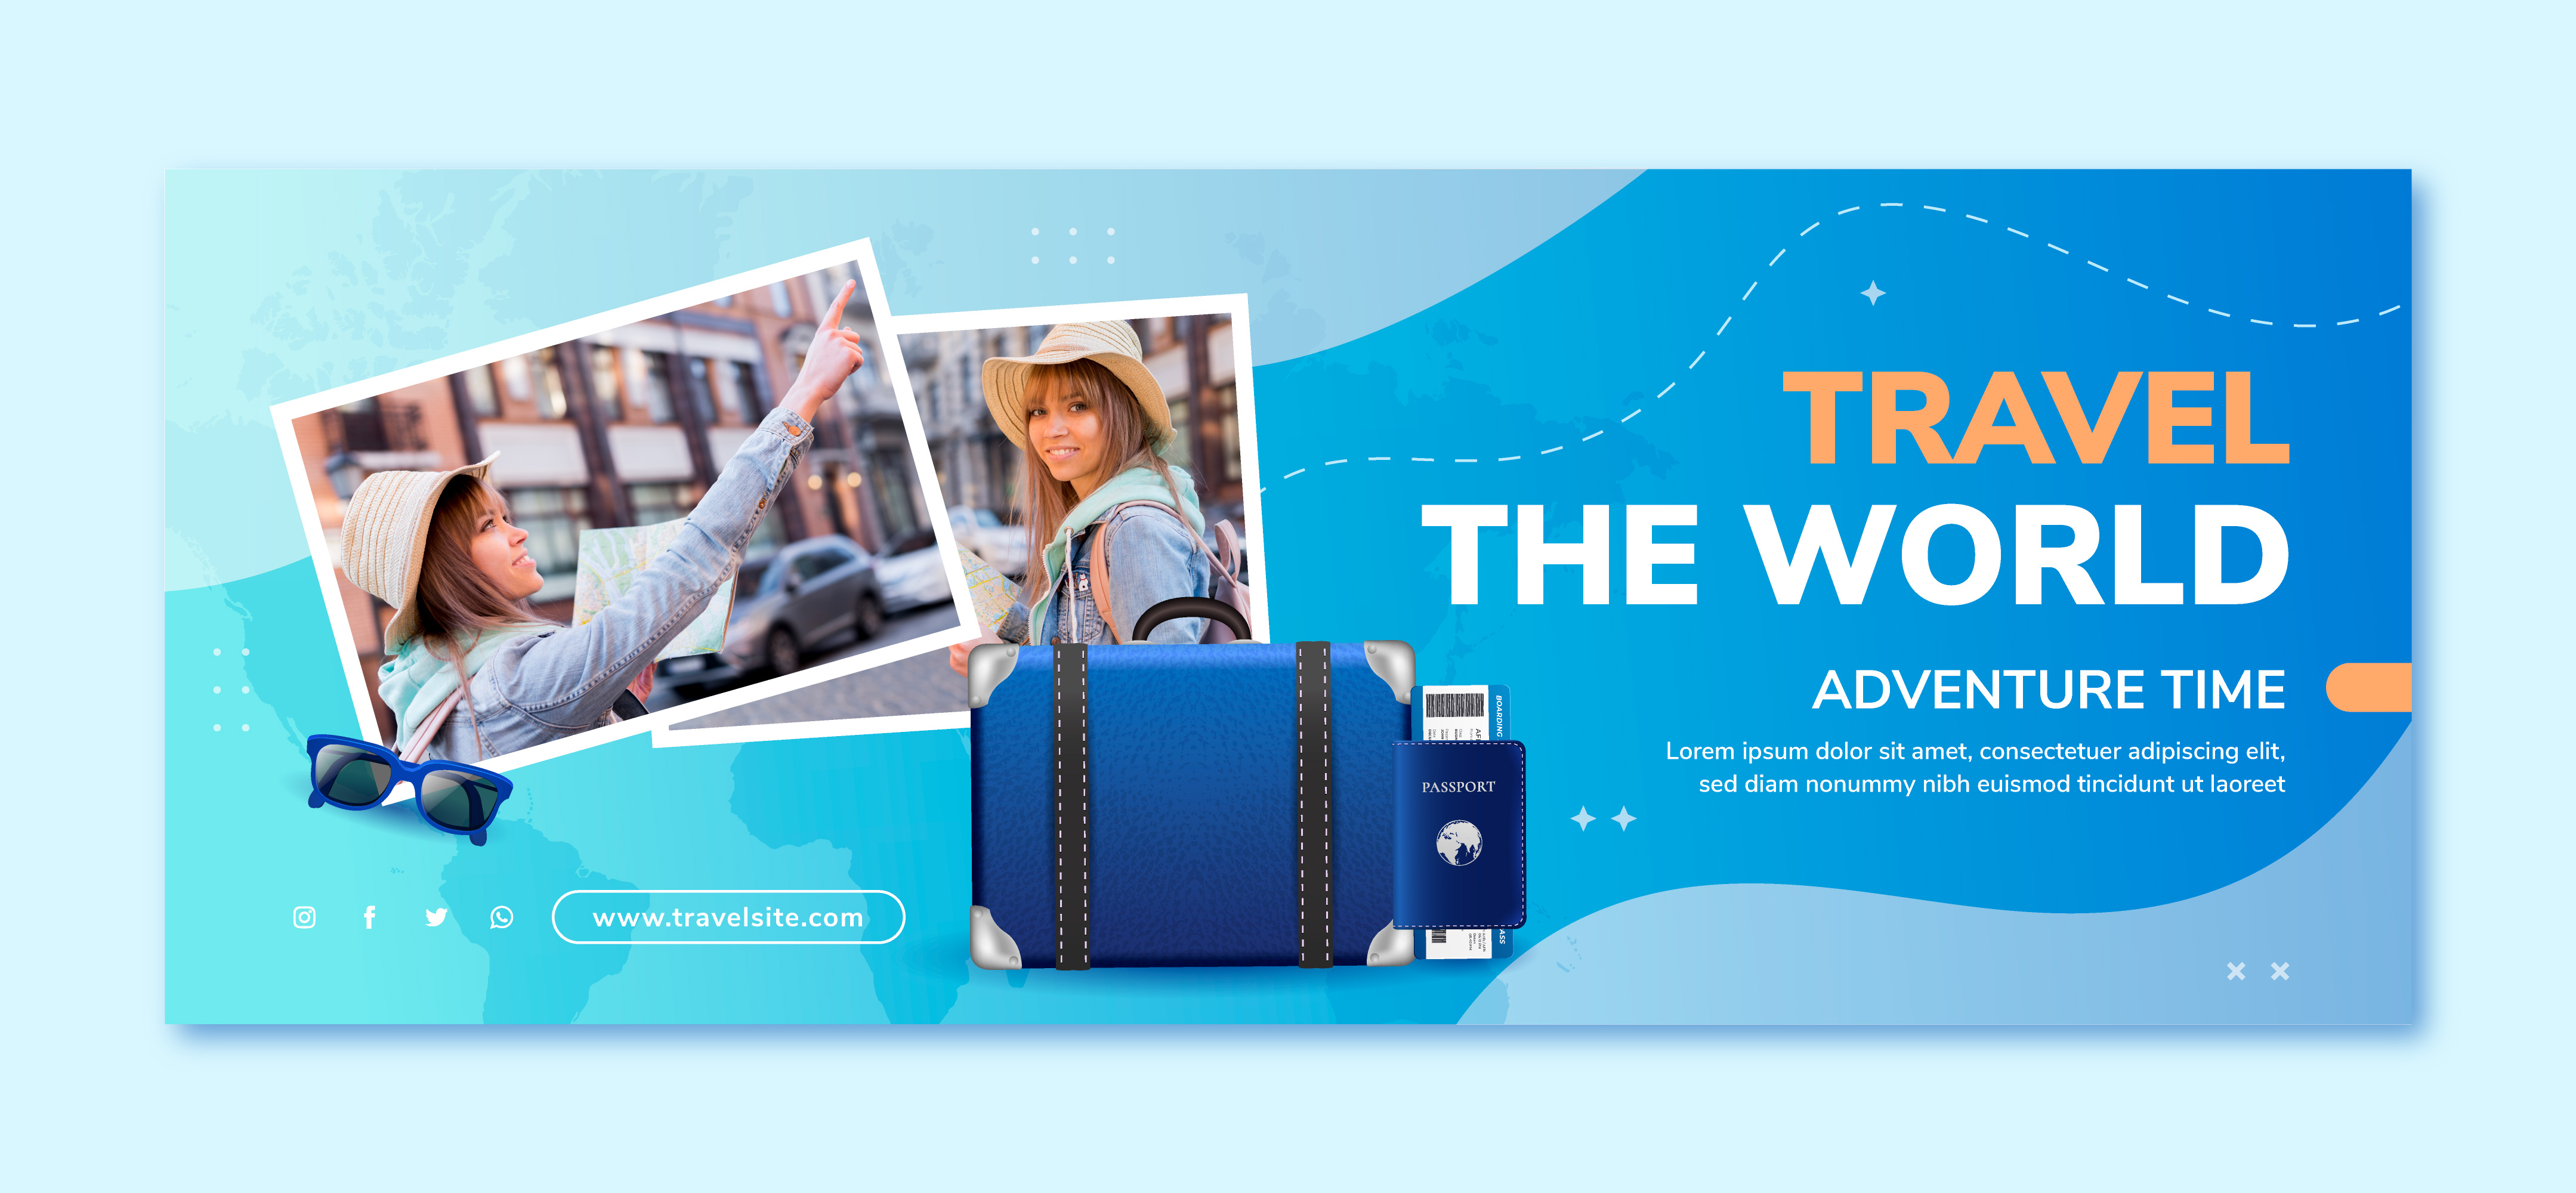 TRAVEL
THE WORLD
ADVENTURE TIME
Lorem ipsum dolor sit amet, consectetuer adipiscing elit,
sed diam nonummy nibh euismod tincidunt ut laoreet
BOARDING
PASSPORT
ASS
www.travelsite.com